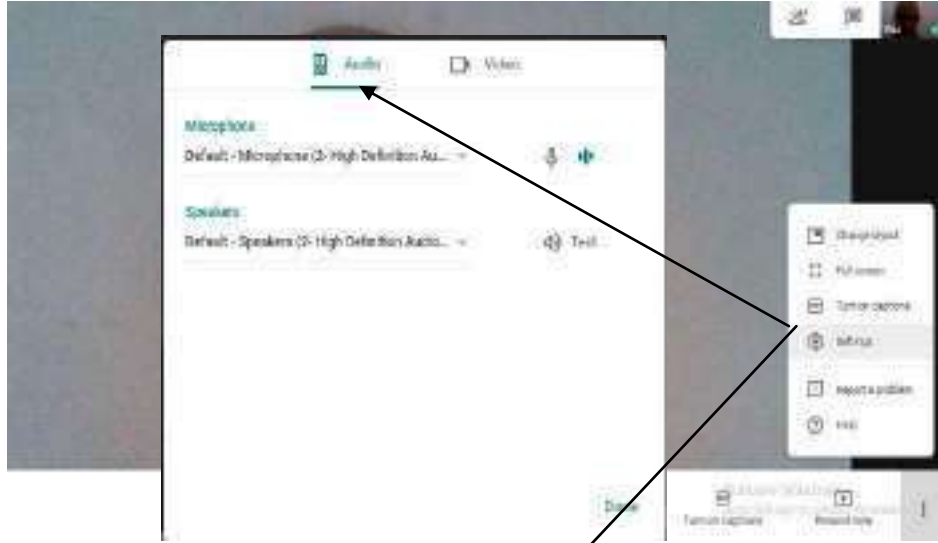 Audio Video
Microphone
Default - Microphone (2- High Definition Au...
Speakers
Default - Speakers (2- High Definition Audio... Test
Change layout
Full screen
Turn on captions
Settings
Report a problem
Help
Done
Turn on captions Present now